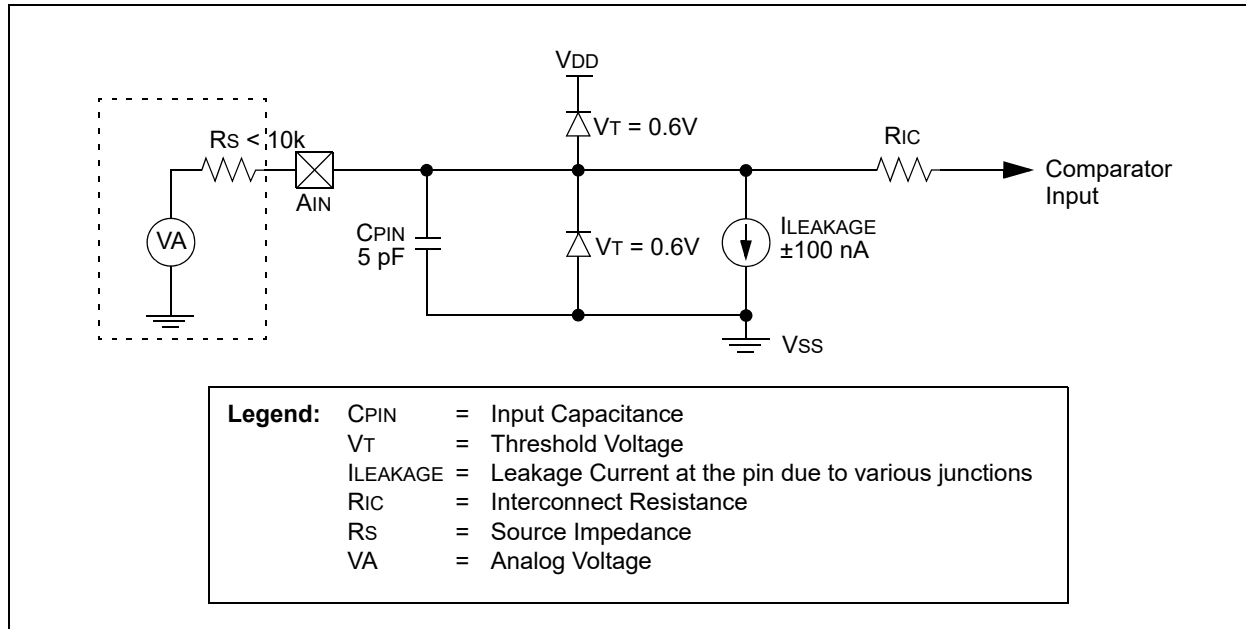 VDD
VT = 0.6V
RS < 10k
RIC
AIN
Comparator
Input
VA
CPIN
5 pF
VT = 0.6V
ILEAKAGE
±100 nA
VSS
Legend: CPIN = Input Capacitance
VT = Threshold Voltage
ILEAKAGE = Leakage Current at the pin due to various junctions
RIC = Interconnect Resistance
RS = Source Impedance
VA = Analog Voltage